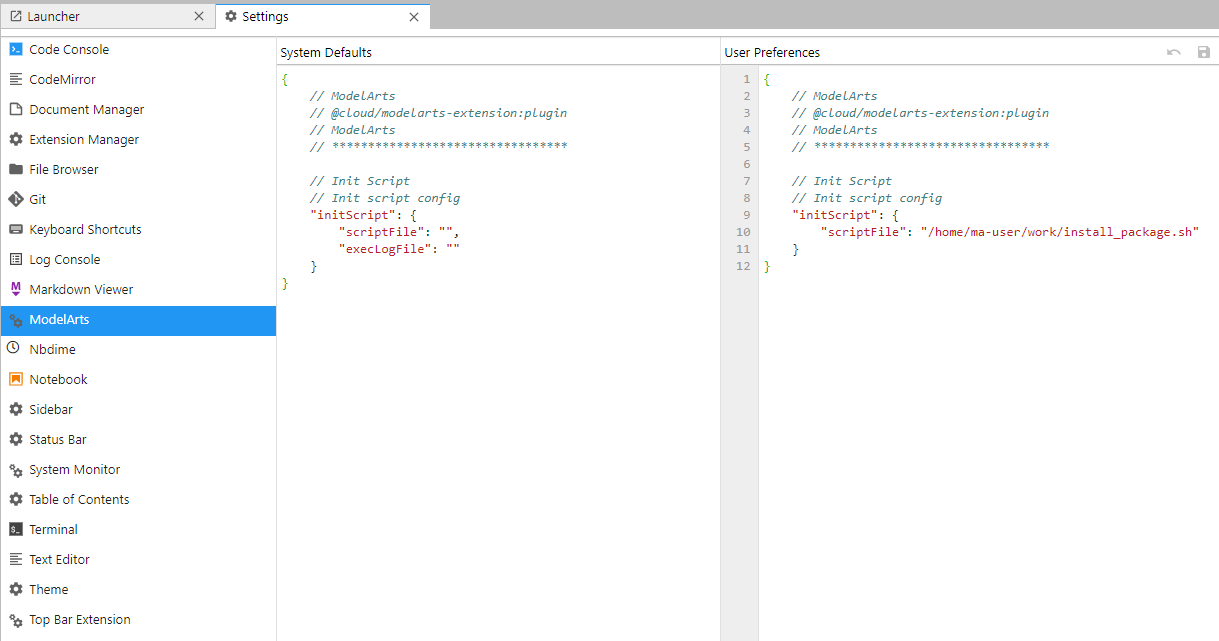 Launcher
Settings
Code Console
CodeMirror
Document Manager
Extension Manager
File Browser
Git
Keyboard Shortcuts
Log Console
Markdown Viewer
ModelArts
Nbdime
Notebook
Sidebar
Status Bar
System Monitor
Table of Contents
Terminal
Text Editor
Theme
Top Bar Extension
System Defaults
{
// ModelArts
// @cloud/modelarts-extension:plugin
// ModelArts
// *********************************
// Init Script
// Init script config
"initScript": {
"scriptFile": "",
"execLogFile": ""
}
}
User Preferences
1 {
2 // ModelArts
3 // @cloud/modelarts-extension:plugin
4 // ModelArts
5 // *********************************
6
7 // Init Script
8 // Init script config
9 "initScript": {
10 "scriptFile": "/home/ma-user/work/install_package.sh"
11 }
12 }